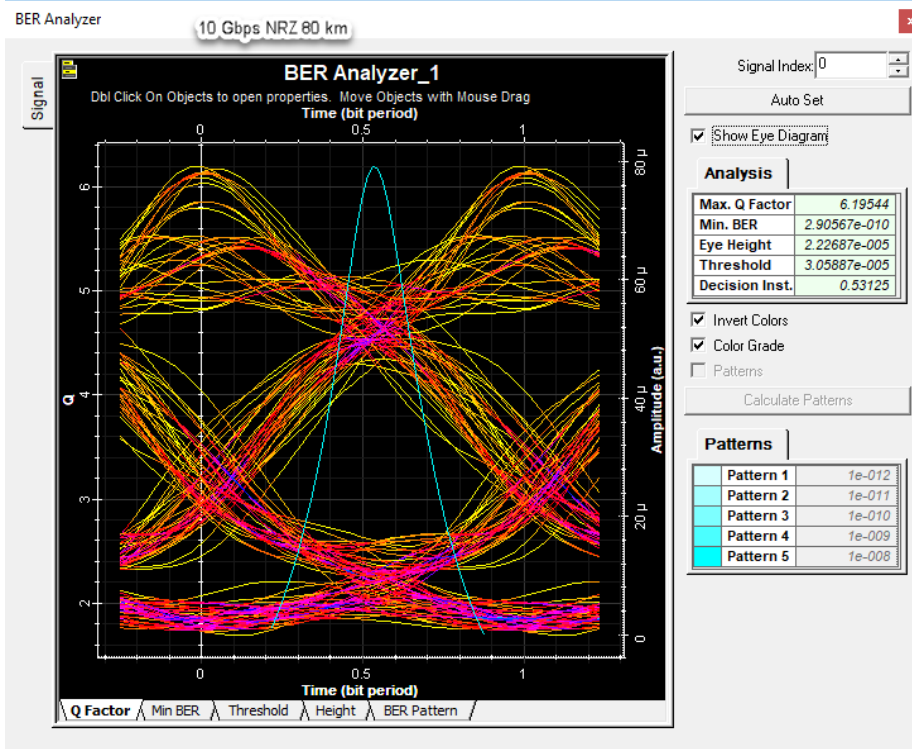 BER Analyzer
10 Gbps NRZ 80 km
x
Signal
BER Analyzer_1
Dbl Click On Objects to open properties. Move Objects with Mouse Drag
Time (bit period)
0 0.5 1
Q
6
5
4
3
2
80 µ
60 µ
40 µ
20 µ
0
Amplitude (a.u.)
0 0.5 1
Time (bit period)
Q Factor Min BER Threshold Height BER Pattern
Signal Index: 0
Auto Set
Show Eye Diagram
Analysis
Max. Q Factor 6.19544
Min. BER 2.90567e-010
Eye Height 2.22687e-005
Threshold 3.05887e-005
Decision Inst. 0.53125
Invert Colors
Color Grade
Patterns
Calculate Patterns
Patterns
Pattern 1 1e-012
Pattern 2 1e-011
Pattern 3 1e-010
Pattern 4 1e-009
Pattern 5 1e-008